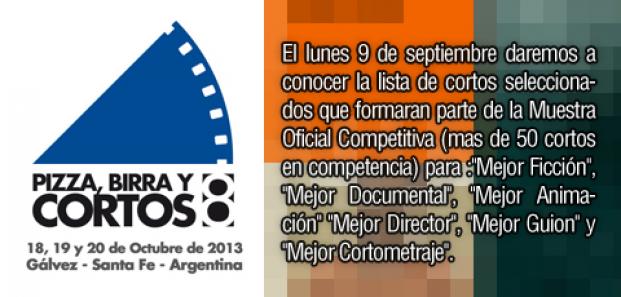 PIZZA, BIRRA Y
CORTOS 8
18, 19 y 20 de Octubre de 2013
Gálvez - Santa Fe - Argentina
El lunes 9 de septiembre daremos a
conocer la lista de cortos selecciona-
dos que formaran parte de la Muestra
Oficial Competitiva (mas de 50 cortos
en competencia) para :"Mejor Ficción",
"Mejor Documental", "Mejor Anima-
ción" "Mejor Director", "Mejor Guion" y
"Mejor Cortometraje".